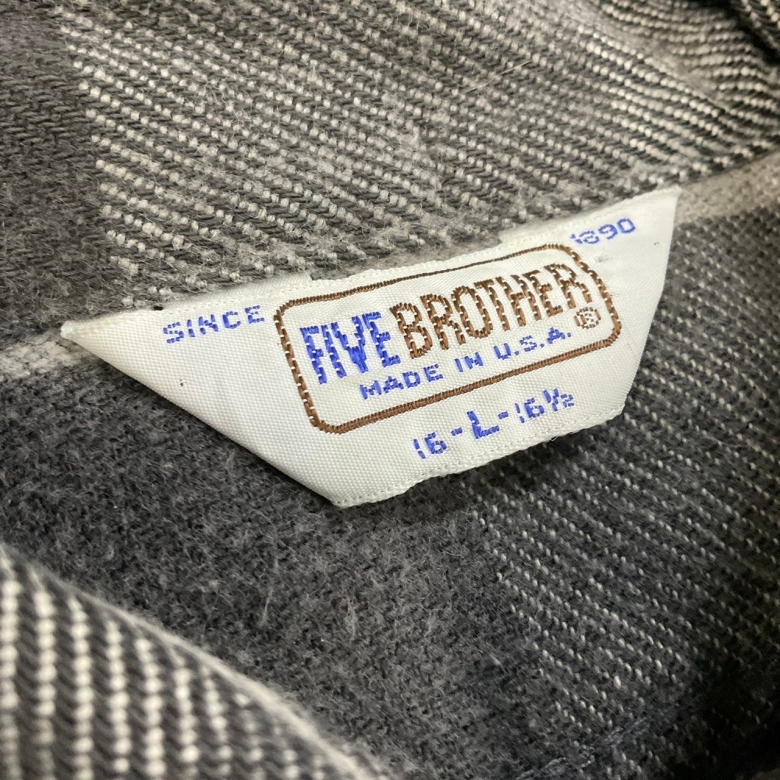 SINCE 1890
FIVE BROTHER
MADE IN U.S.A. ®
16-L-16½